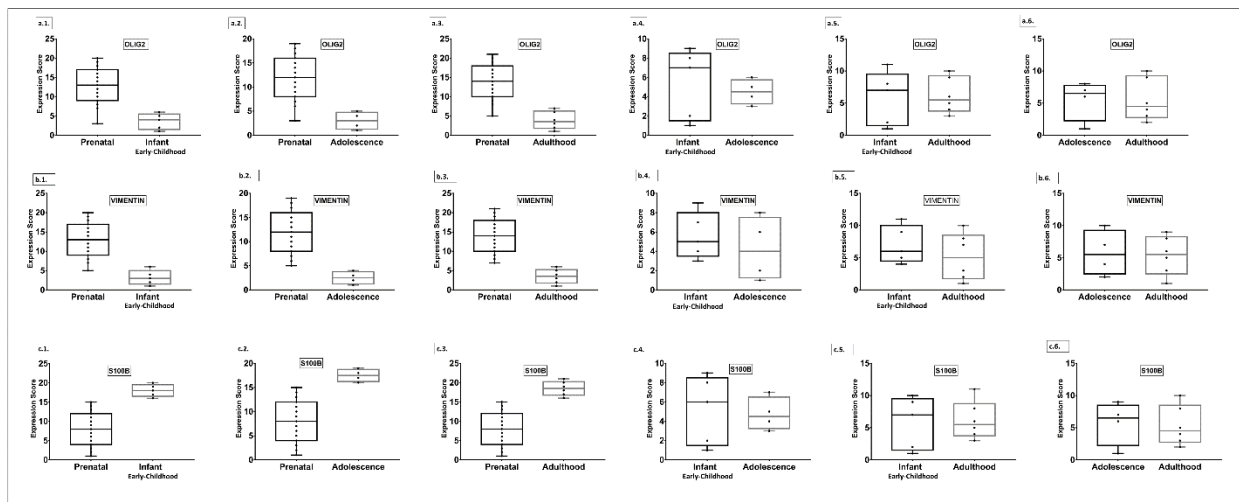 a.1.
OLIG2
Expression Score
25
20
15
10
5
0
Prenatal Infant
Early-Childhood
a.2.
OLIG2
Expression Score
20
15
10
5
0
Prenatal Adolescence
a.3.
OLIG2
Expression Score
25
20
15
10
5
0
Prenatal Adulthood
a.4.
OLIG2
Expression Score
10
8
6
4
2
0
Infant Adolescence
Early-Childhood
a.5.
OLIG2
Expression Score
15
10
5
0
Infant Adulthood
Early-Childhood
a.6.
OLIG2
Expression Score
15
10
5
0
Adolescence Adulthood
b.1.
VIMENTIN
Expression Score
25
20
15
10
5
0
Prenatal Infant
Early-Childhood
b.2.
VIMENTIN
Expression Score
20
15
10
5
0
Prenatal Adolescence
b.3.
VIMENTIN
Expression Score
25
20
15
10
5
0
Prenatal Adulthood
b.4.
VIMENTIN
Expression Score
10
8
6
4
2
0
Infant Adolescence
Early-Childhood
b.5.
VIMENTIN
Expression Score
15
10
5
0
Infant Adulthood
Early-Childhood
b.6.
VIMENTIN
Expression Score
15
10
5
0
Adolescence Adulthood
c.1.
S100B
Expression Score
25
20
15
10
5
0
Prenatal Infant
Early-Childhood
c.2.
S100B
Expression Score
20
15
10
5
0
Prenatal Adolescence
c.3.
S100B
Expression Score
25
20
15
10
5
0
Prenatal Adulthood
c.4.
S100B
Expression Score
10
8
6
4
2
0
Infant Adolescence
Early-Childhood
c.5.
S100B
Expression Score
15
10
5
0
Infant Adulthood
Early-Childhood
c.6.
S100B
Expression Score
15
10
5
0
Adolescence Adulthood